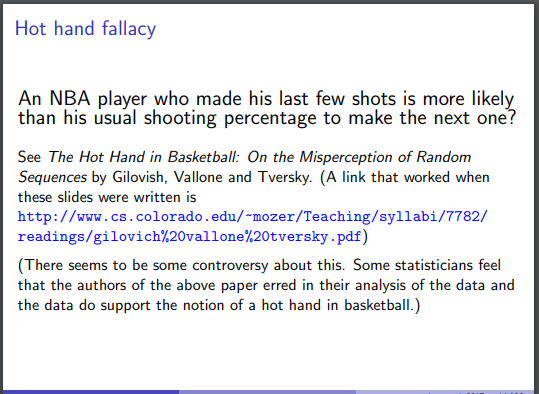 Hot hand fallacy
An NBA player who made his last few shots is more likely
than his usual shooting percentage to make the next one?
See The Hot Hand in Basketball: On the Misperception of Random
Sequences by Gilovish, Vallone and Tversky. (A link that worked when
these slides were written is
http://www.cs.colorado.edu/~mozer/Teaching/syllabi/7782/
readings/gilovich%20vallone%20tversky.pdf)
(There seems to be some controversy about this. Some statisticians feel
that the authors of the above paper erred in their analysis of the data and
the data do support the notion of a hot hand in basketball.)